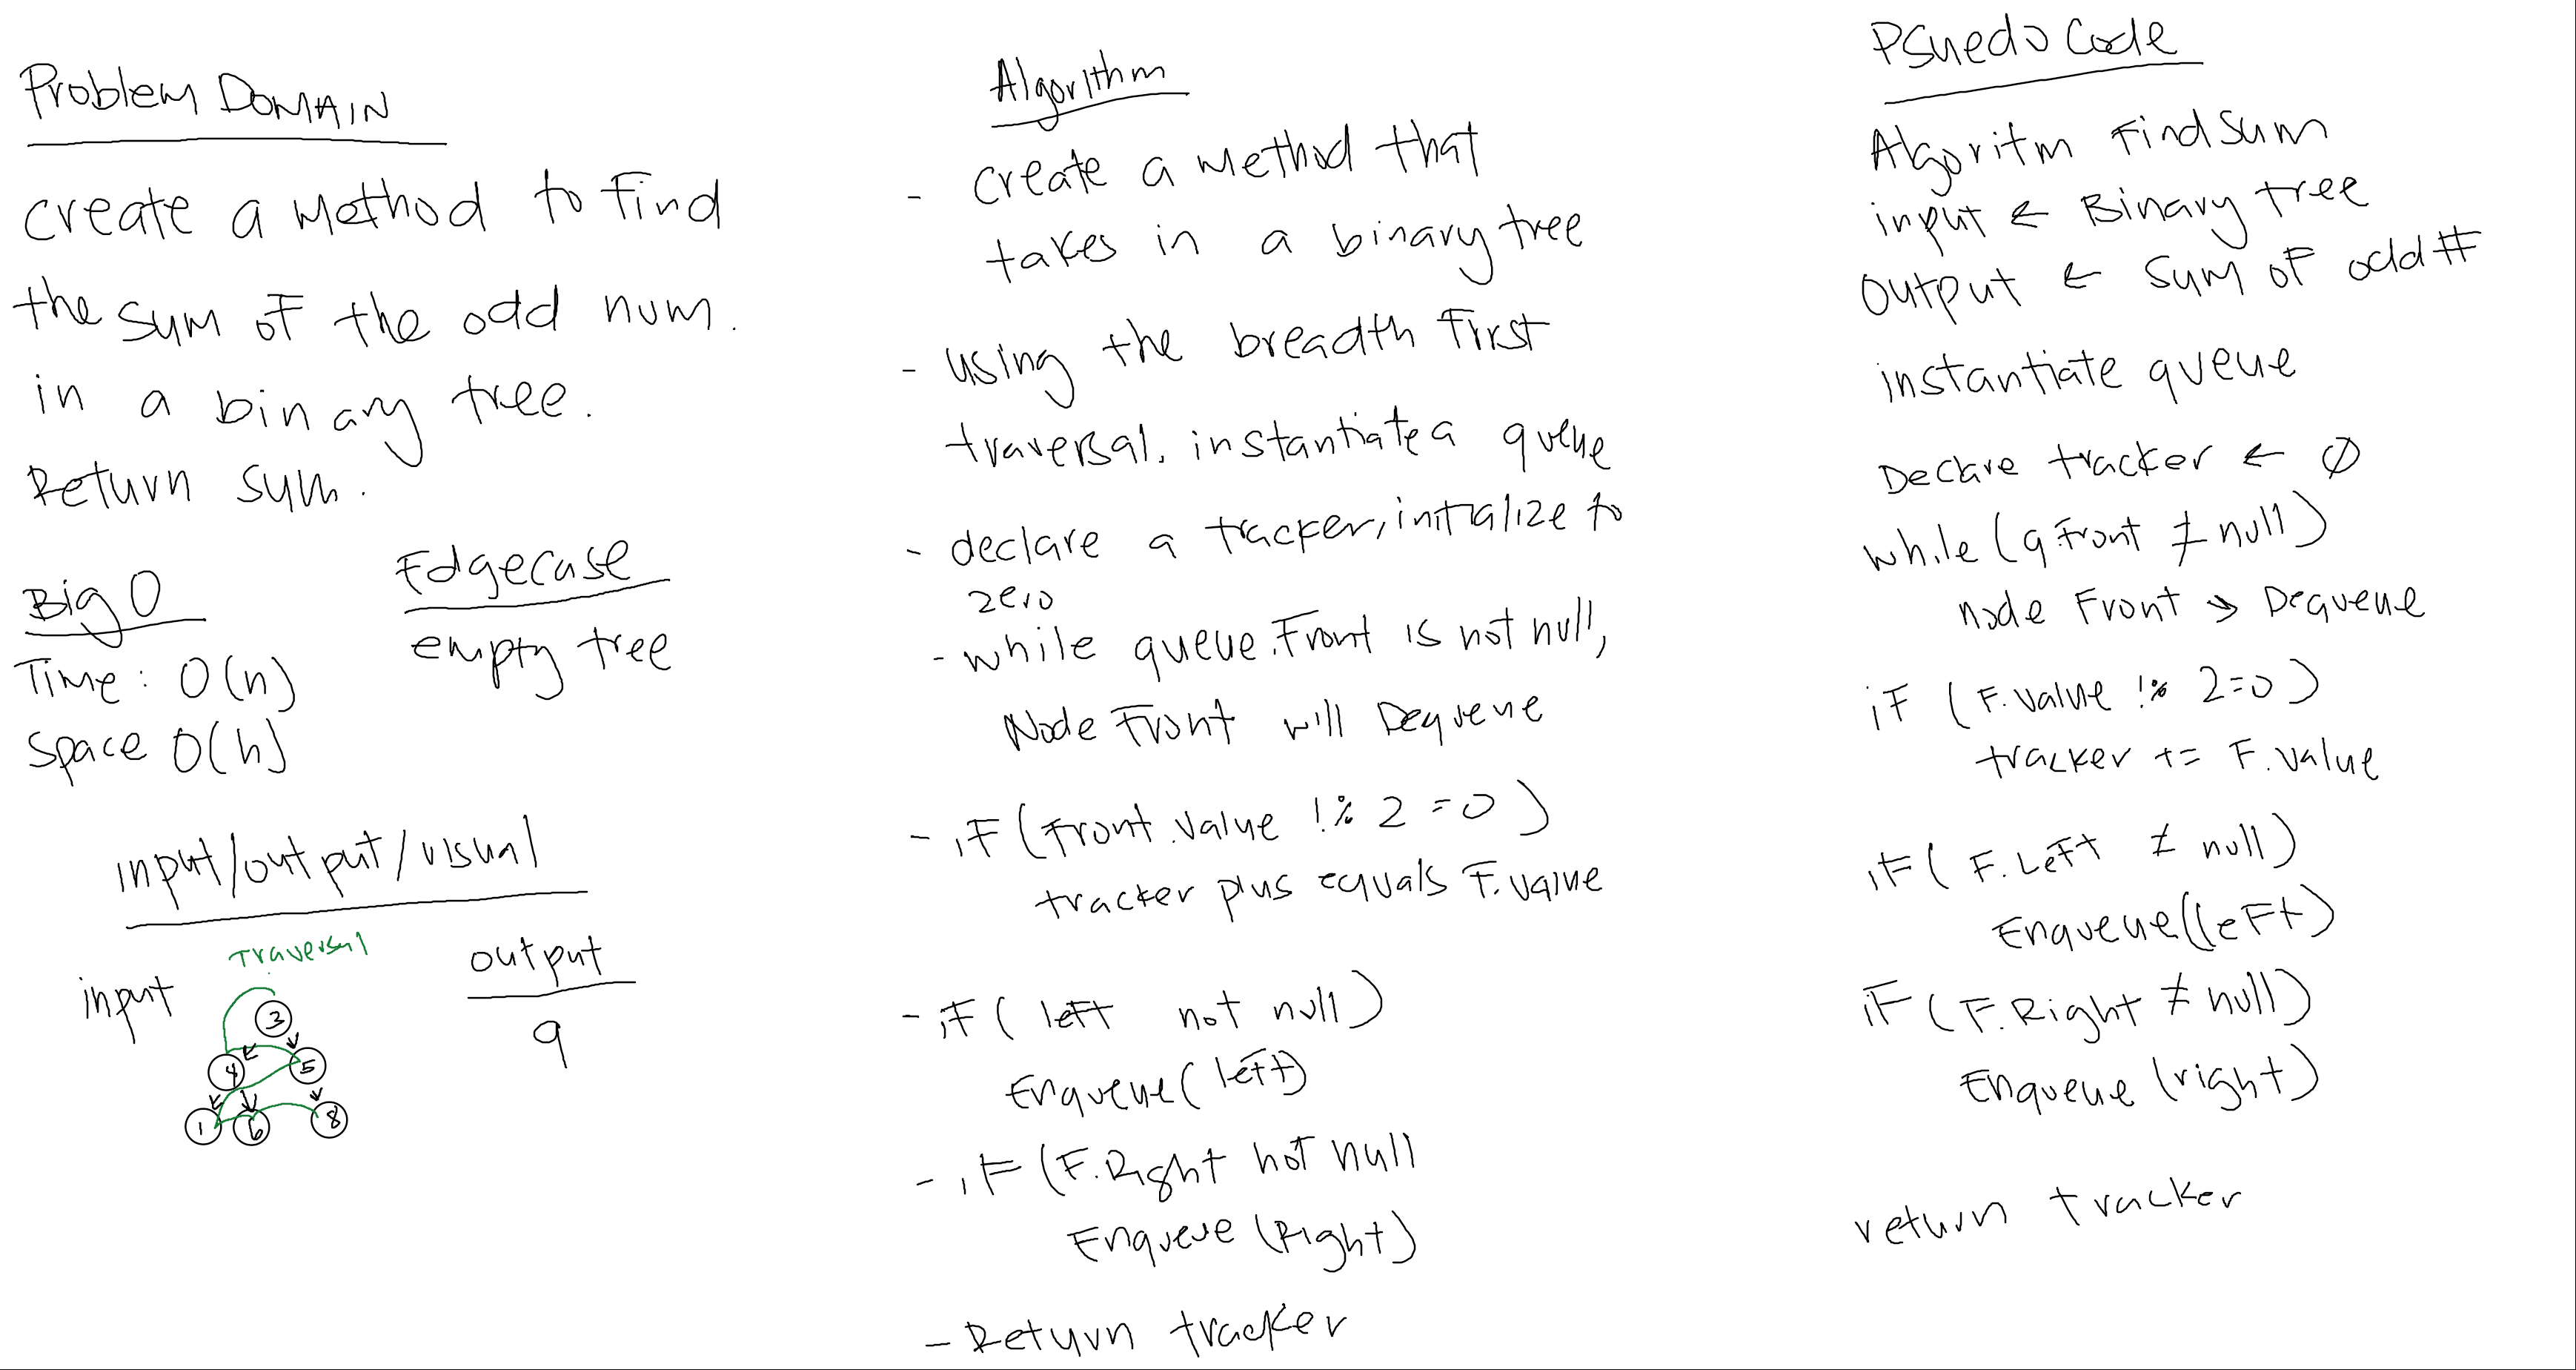 Problem DOMAIN
create a method to find
the sum of the odd num.
in a binary tree.
Return sum.
Big O
Time: O(n)
Space O(h)
Edgecase
empty tree
input/output/visual
Traversal
input
3
4 5
1 6 8
output
9
Algorithm
- create a method that
takes in a binary tree
- using the breadth first
traversal, instantiate a queue
- declare a tracker, initialize to
zero
- while queue.Front is not null,
Node Front will Dequeue
- if (Front.Value !% 2 = 0)
tracker plus equals F.value
- if ( left not null)
Enqueue( left)
- if (F.Right not null
Enqueue (Right)
- Return tracker
PSuedo Code
Algoritm FindSum
input ← Binary tree
Output ← Sum of odd #
instantiate queue
Declare tracker ← Ø
while (q Front ≠ null)
Node Front → Dequeue
if (F.Value !% 2=0)
tracker += F.Value
if( F.Left ≠ null)
Enqueue(left)
if (F.Right ≠ null)
Enqueue (right)
return tracker